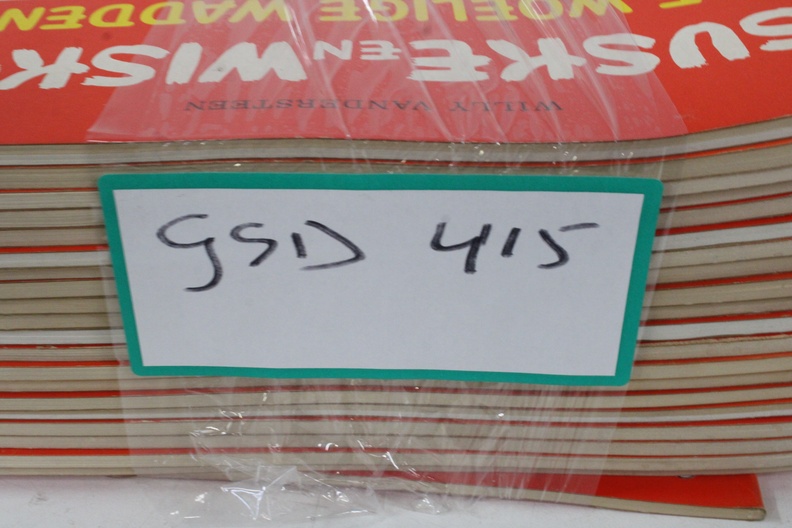 WOELIGE WADDEN
SUSKE EN WISK
WILLY VANDERSTEEN
GSD 415